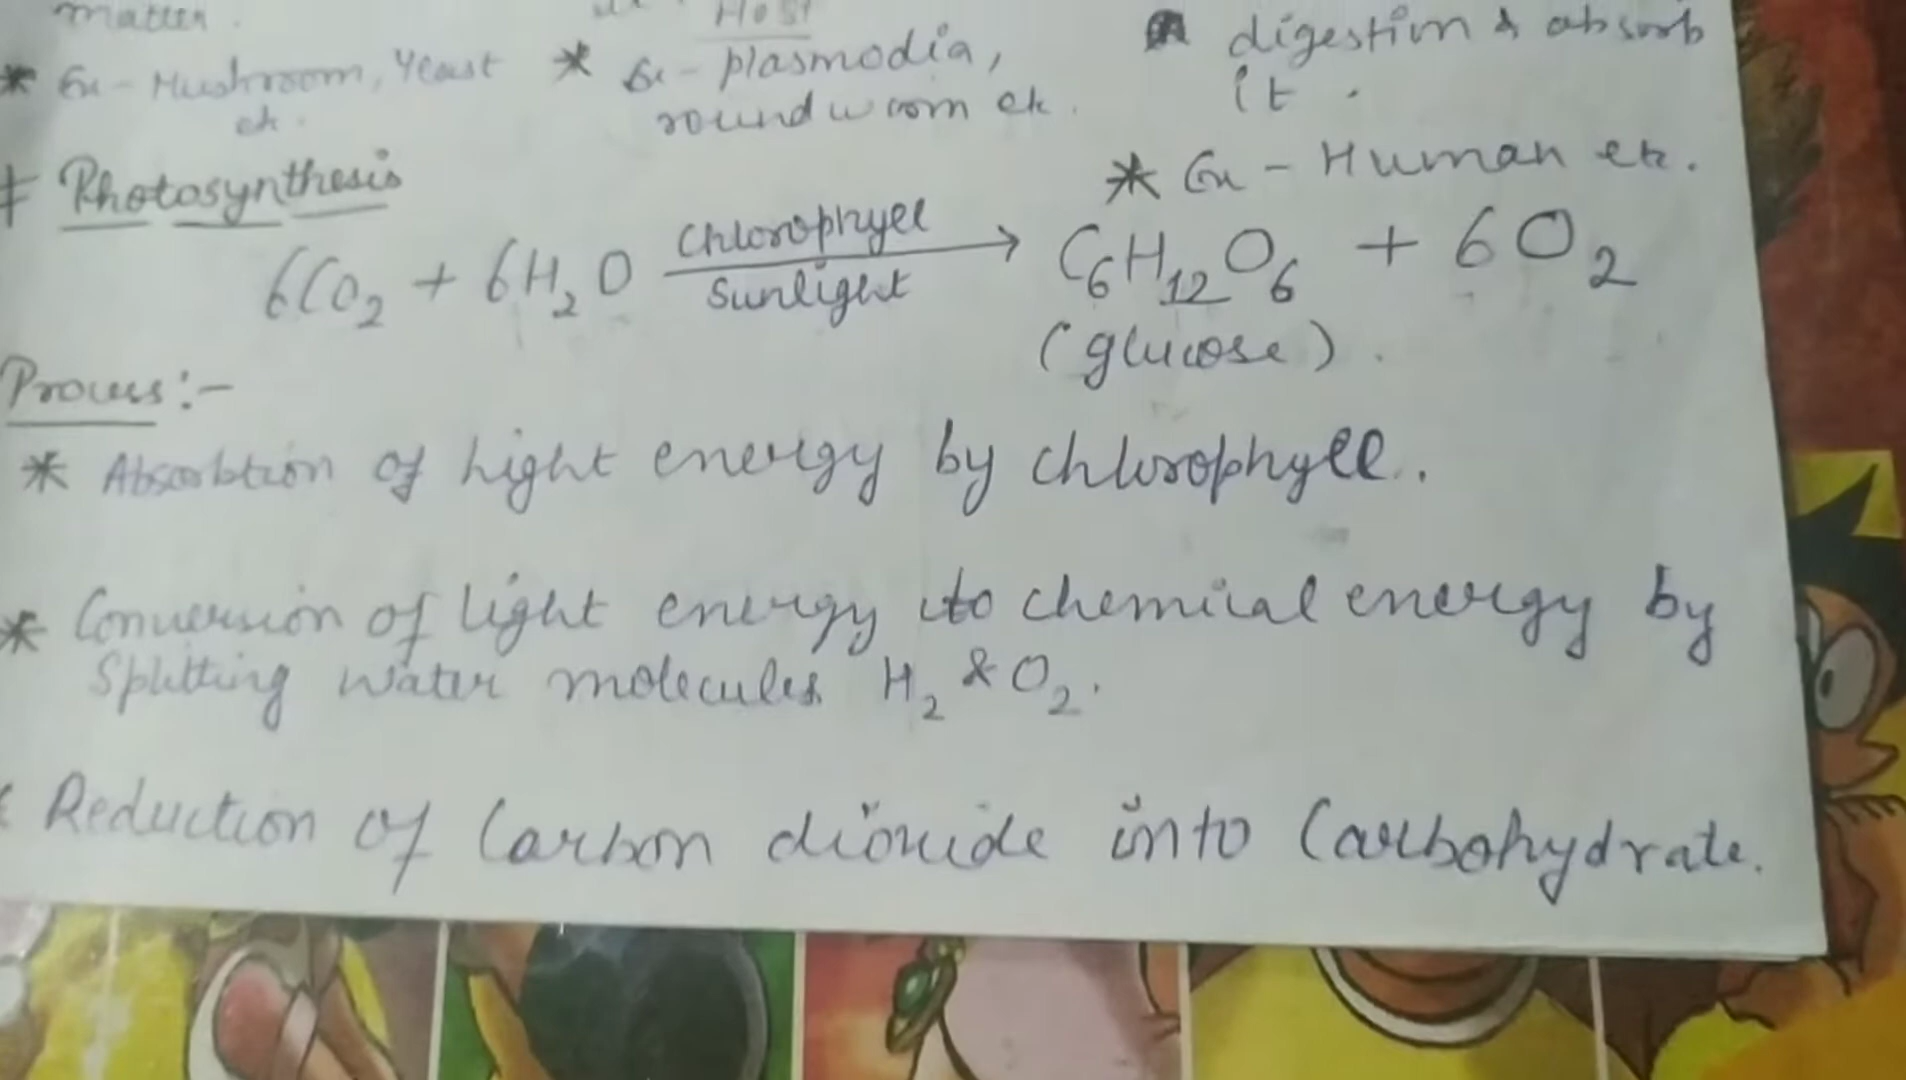 matter.
Host
* Ex - Mushroom, Yeast
etc.
* Ex - plasmodia,
roundworm etc.
digestion & absorb
it .
* Ex - Human etc.
# Photosynthesis
6CO₂ + 6H₂O Chlorophyll Sunlight → C₆H₁₂O₆ + 6O₂
(glucose).
Process:-
* Absorbtion of light energy by chlorophyll.
* Conversion of light energy to chemical energy by
Splitting water molecules H₂ & O₂.
* Reduction of Carbon dioxide into Carbohydrate.